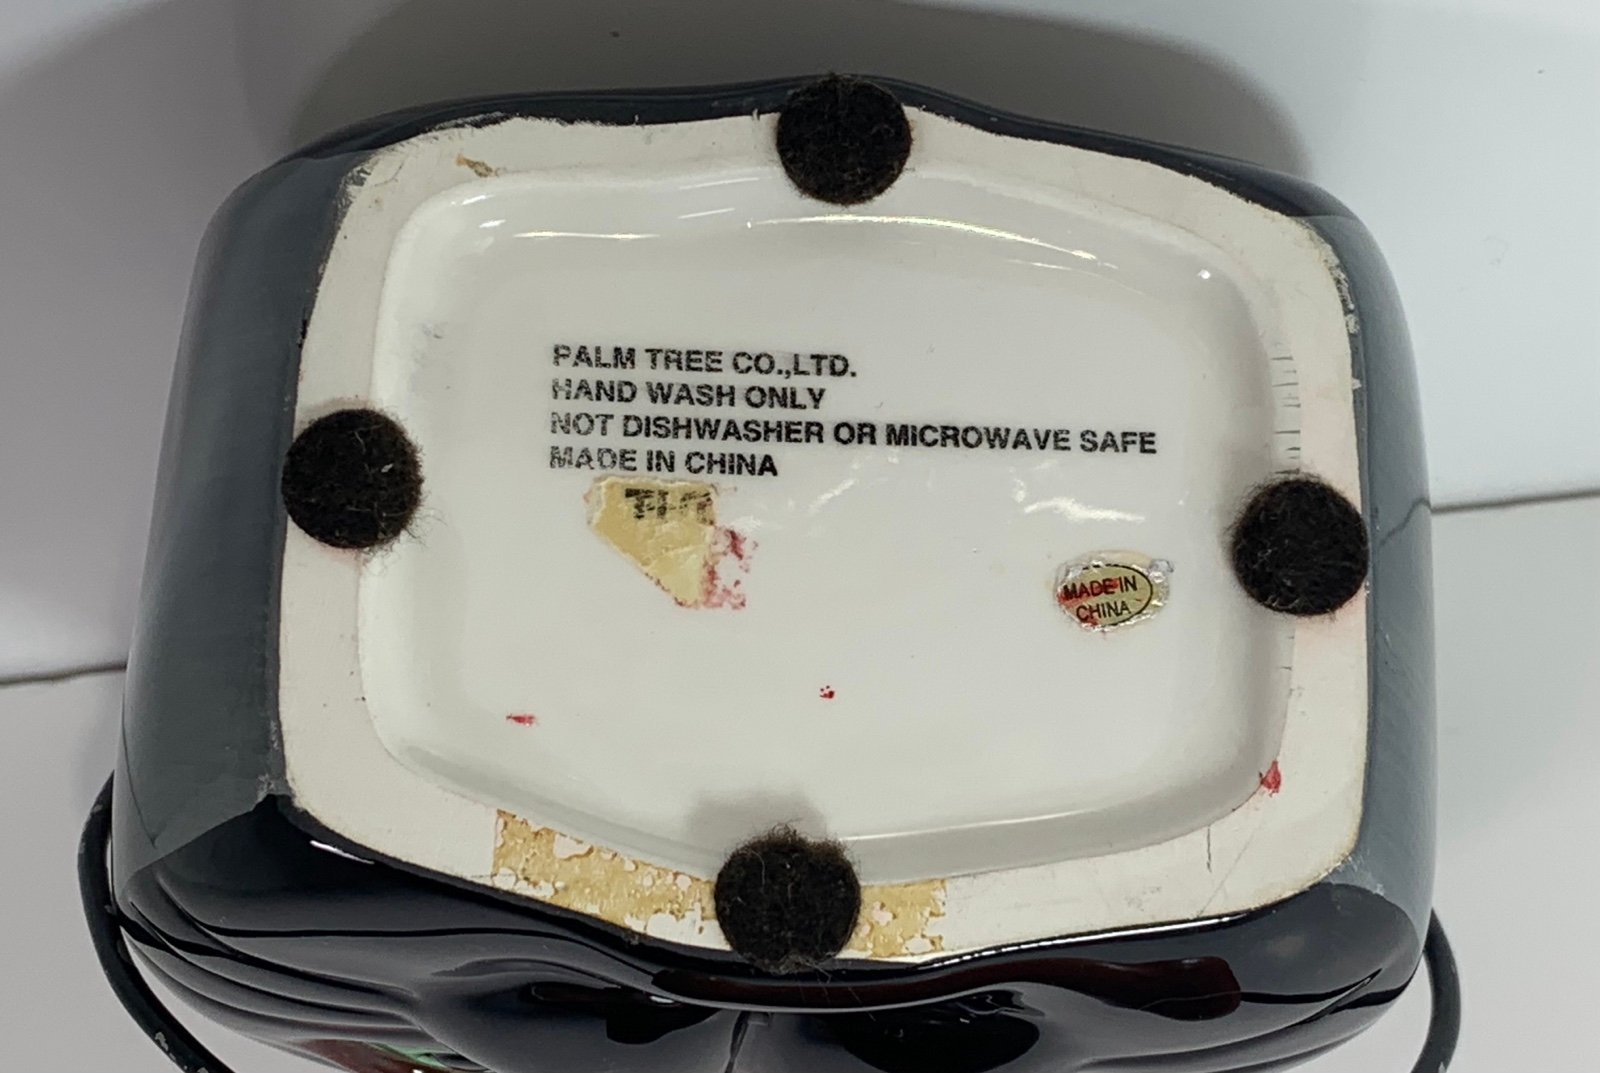 PALM TREE CO.,LTD.
HAND WASH ONLY
NOT DISHWASHER OR MICROWAVE SAFE
MADE IN CHINA
MADE IN
CHINA